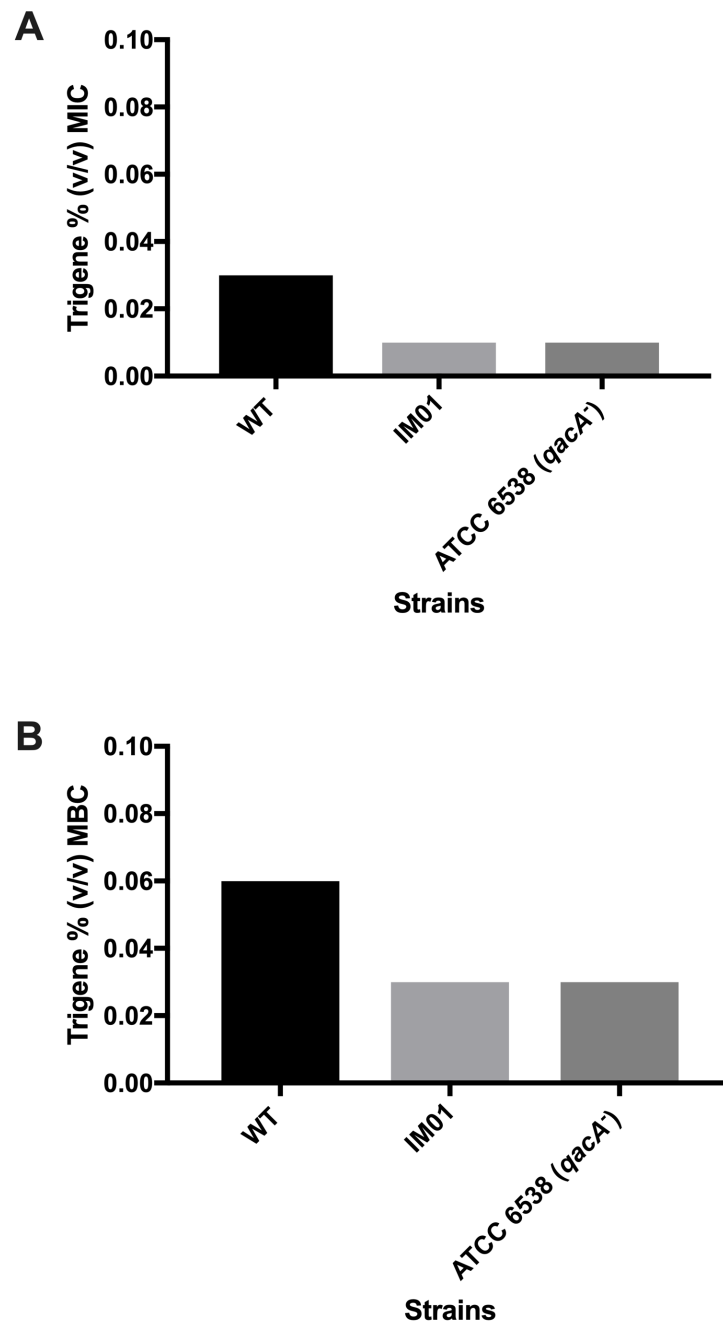 A
Trigene % (v/v) MIC
0.10
0.08
0.06
0.04
0.02
0.00
WT
IM01
ATCC 6538 (qacA-)
Strains
B
Trigene % (v/v) MBC
0.10
0.08
0.06
0.04
0.02
0.00
WT
IM01
ATCC 6538 (qacA-)
Strains